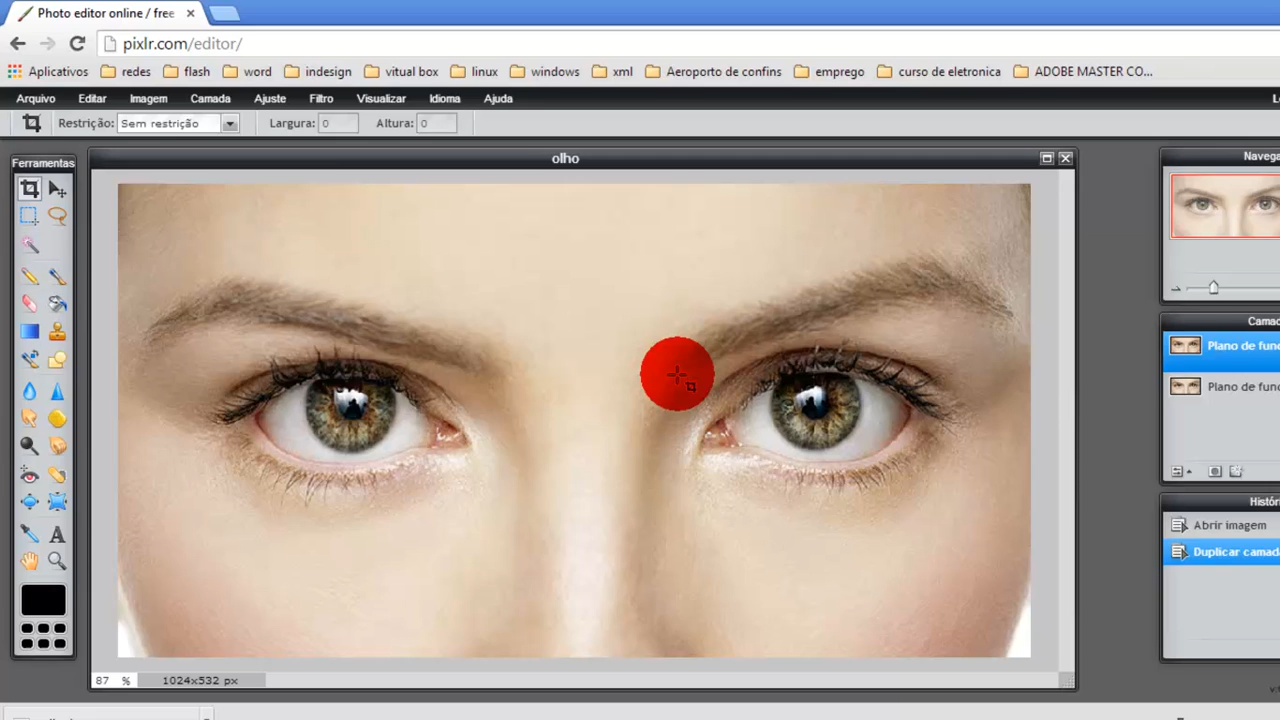 Photo editor online / free
pixlr.com/editor/
Aplicativos redes flash word indesign vitual box linux windows xml Aeroporto de confins emprego curso de eletronica ADOBE MASTER CO...
Arquivo Editar Imagem Camada Ajuste Filtro Visualizar Idioma Ajuda
Restrição: Sem restrição Largura: 0 Altura: 0
Ferramentas
olho
Navega
Camad
Plano de fund
Plano de fund
Histór
Abrir imagem
Duplicar camad
87 % 1024x532 px